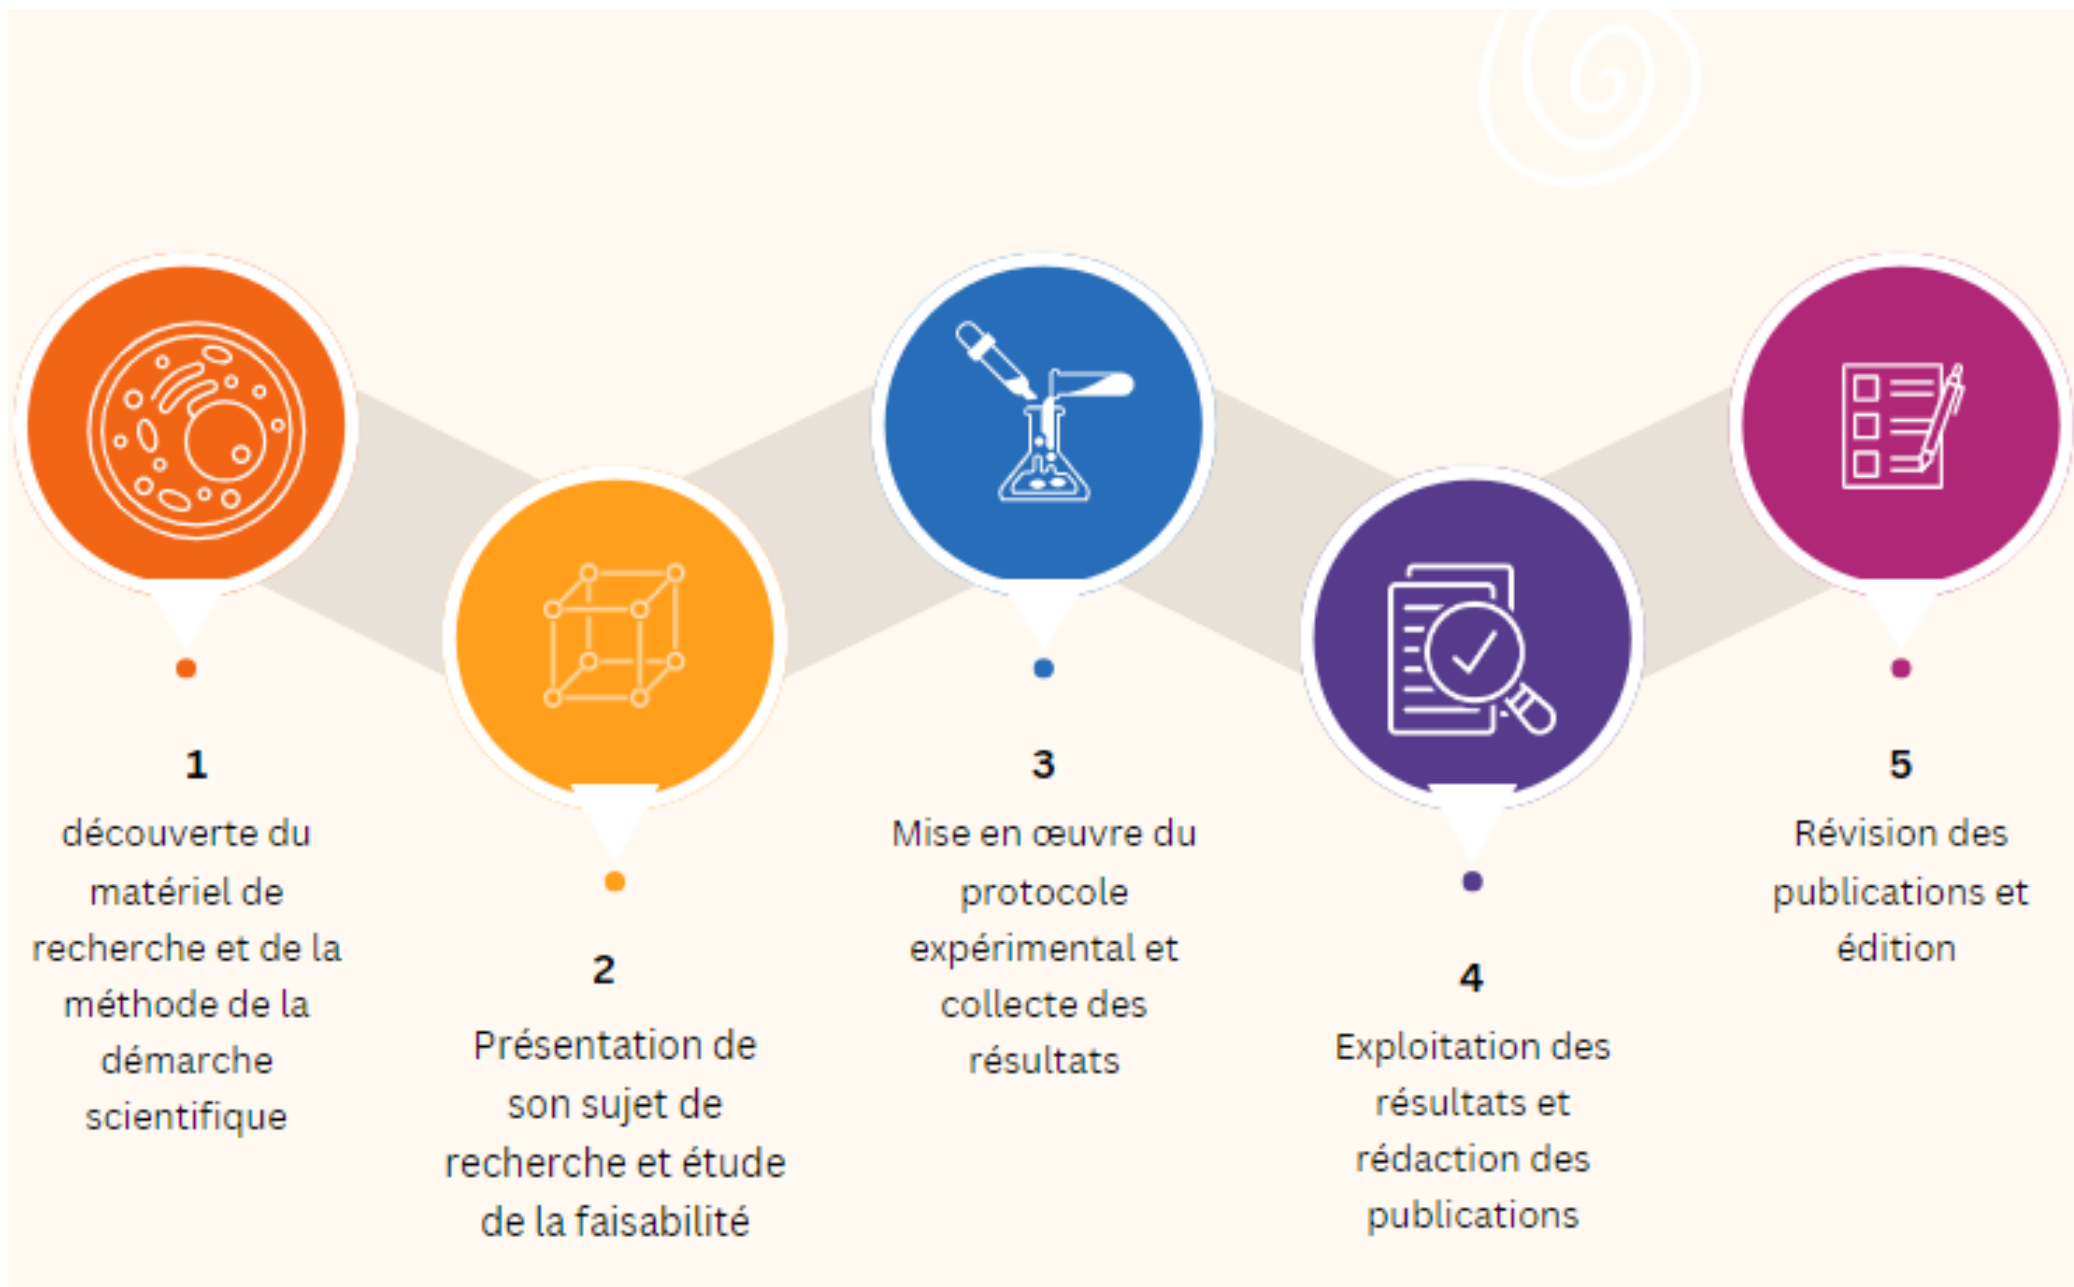 1
découverte du
matériel de
recherche et de la
méthode de la
démarche
scientifique
2
Présentation de
son sujet de
recherche et étude
de la faisabilité
3
Mise en œuvre du
protocole
expérimental et
collecte des
résultats
4
Exploitation des
résultats et
rédaction des
publications
5
Révision des
publications et
édition